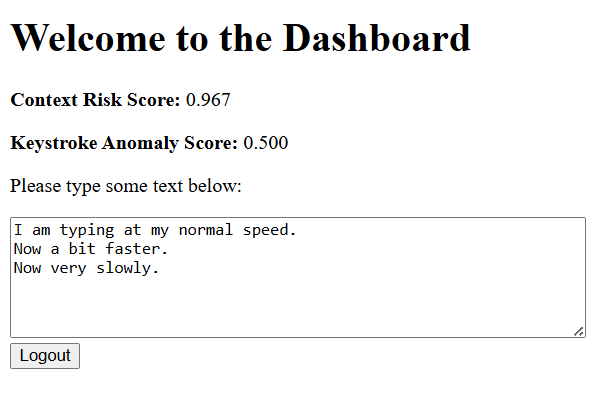 Welcome to the Dashboard
Context Risk Score: 0.967
Keystroke Anomaly Score: 0.500
Please type some text below:
I am typing at my normal speed.
Now a bit faster.
Now very slowly.
Logout